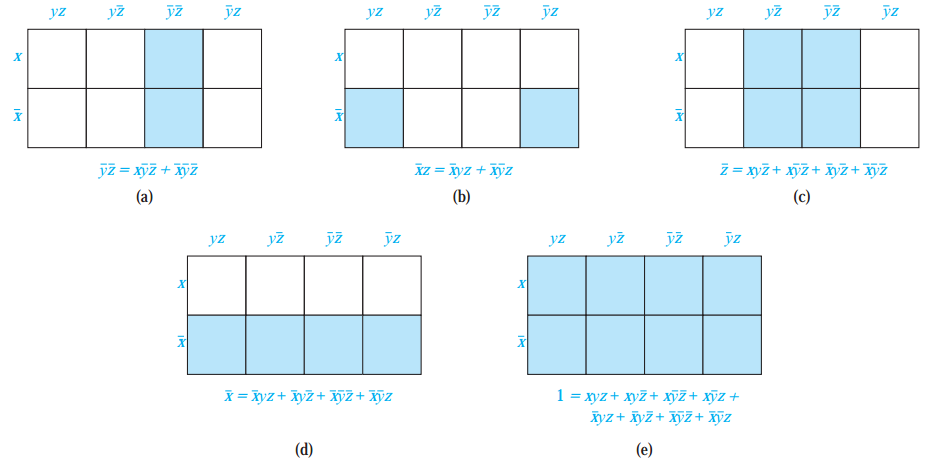 yz yz̄ ȳz̄ ȳz
x
x̄
ȳz̄ = xȳz̄ + x̄ȳz̄
(a)
yz yz̄ ȳz̄ ȳz
x
x̄
x̄z = x̄yz + x̄ȳz
(b)
yz yz̄ ȳz̄ ȳz
x
x̄
z̄ = xyz̄ + xȳz̄ + x̄yz̄ + x̄ȳz̄
(c)
yz yz̄ ȳz̄ ȳz
x
x̄
x̄ = x̄yz + x̄yz̄ + x̄ȳz̄ + x̄ȳz
(d)
yz yz̄ ȳz̄ ȳz
x
x̄
1 = xyz + xyz̄ + xȳz̄ + xȳz +
x̄yz + x̄yz̄ + x̄ȳz̄ + x̄ȳz
(e)